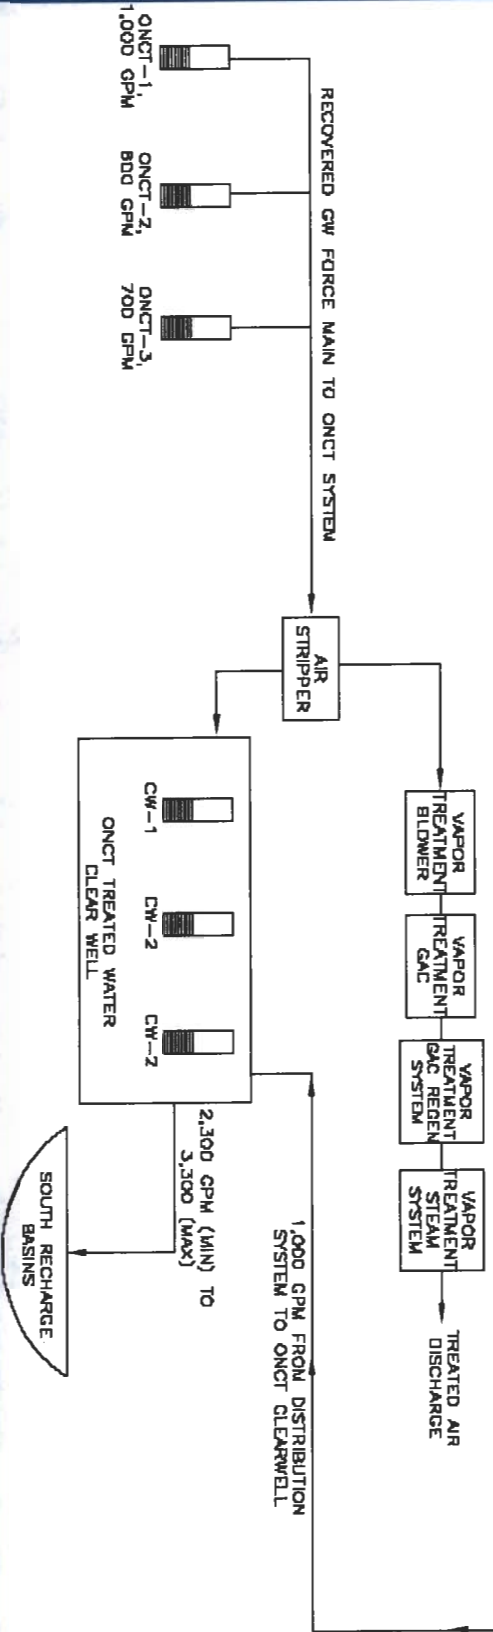 ONCT-1,
1,000 GPM
ONCT-2,
800 GPM
ONCT-3,
700 GPM
RECOVERED GW FORCE MAIN TO ONCT SYSTEM
AIR
STRIPPER
VAPOR
TREATMENT
BLOWER
VAPOR
TREATMENT
GAC
VAPOR
TREATMENT
GAC REGEN
SYSTEM
VAPOR
TREATMENT
STEAM
SYSTEM
TREATED AIR
DISCHARGE
CW-1
CW-2
CW-2
ONCT TREATED WATER
CLEAR WELL
2,300 GPM (MIN) TO
3,300 (MAX)
1,000 GPM FROM DISTRIBUTION
SYSTEM TO ONCT CLEARWELL
SOUTH RECHARGE
BASINS